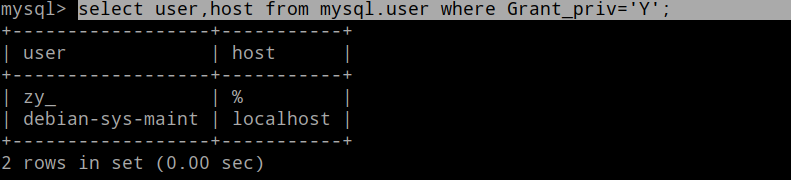 mysql> select user,host from mysql.user where Grant_priv='Y';
+------------------+-----------+
| user             | host      |
+------------------+-----------+
| zy_              | %         |
| debian-sys-maint | localhost |
+------------------+-----------+
2 rows in set (0.00 sec)